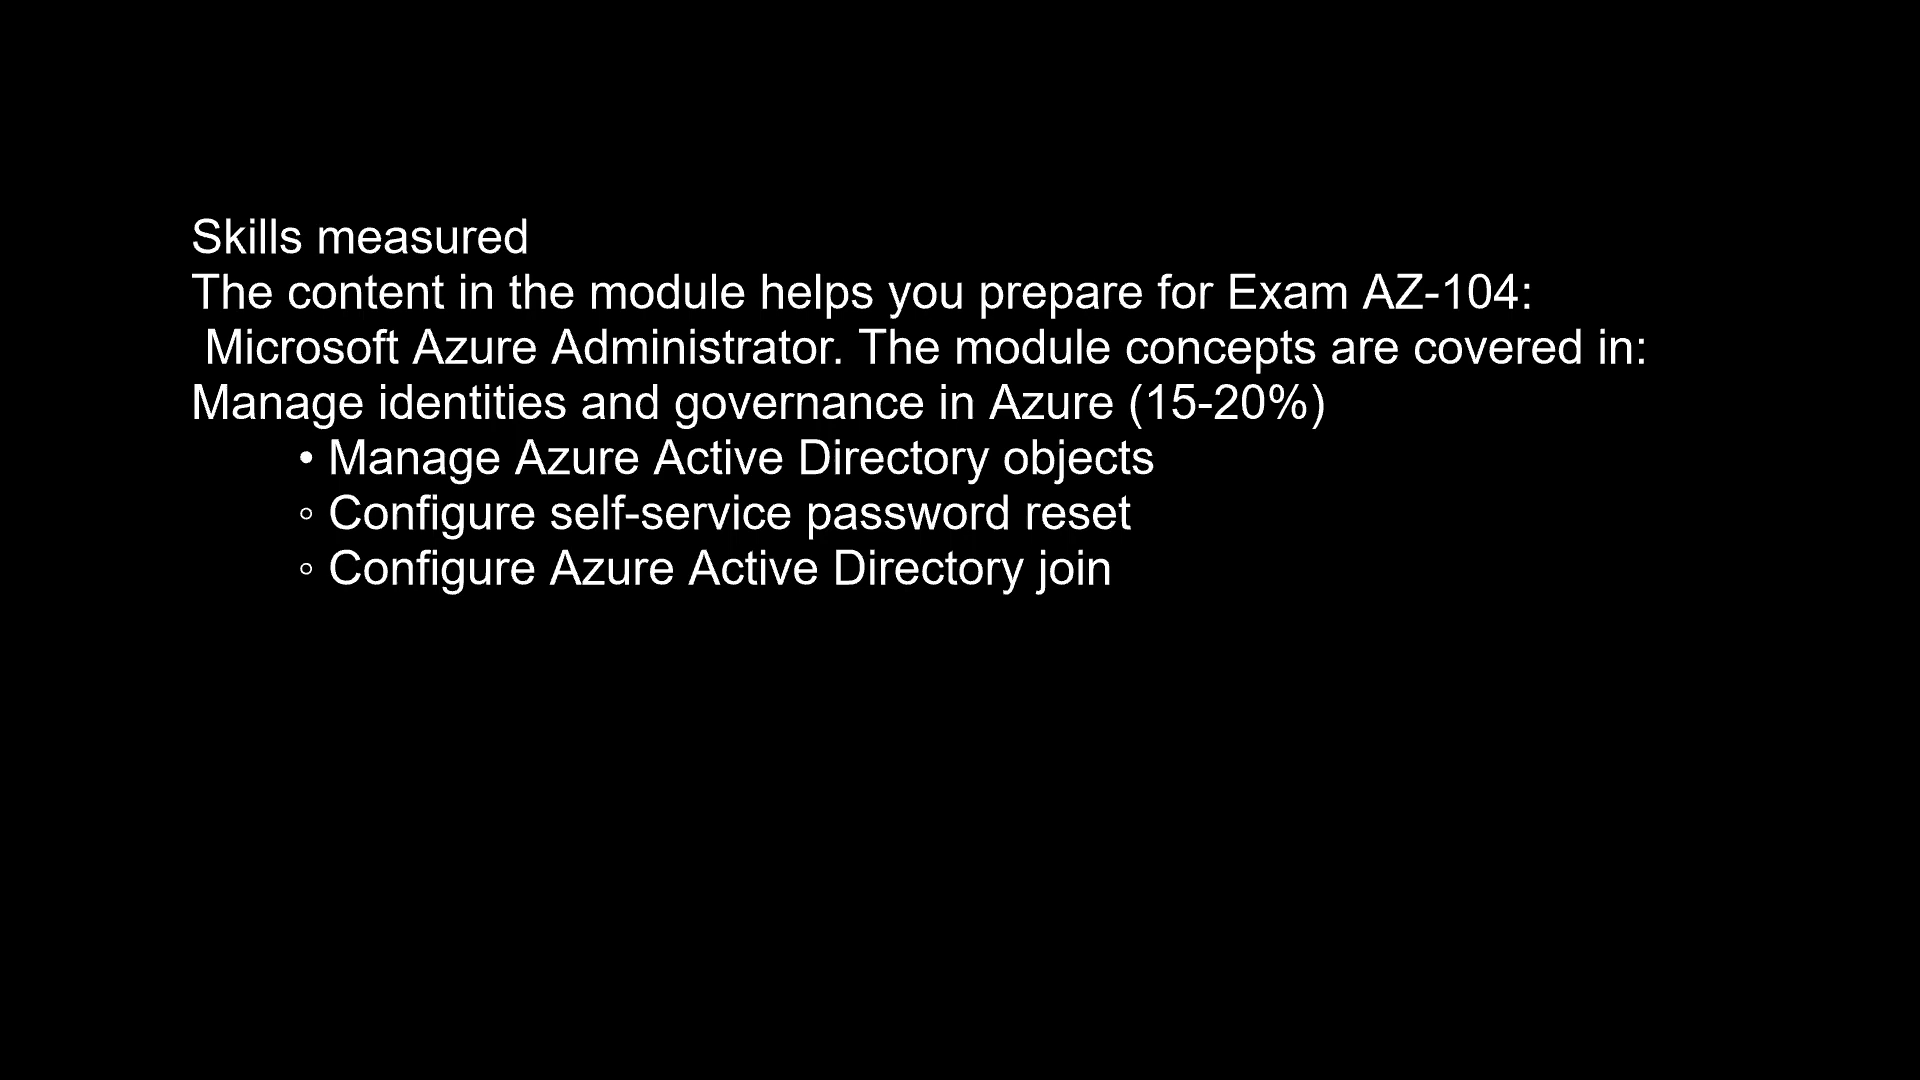 Skills measured
The content in the module helps you prepare for Exam AZ-104:
Microsoft Azure Administrator. The module concepts are covered in:
Manage identities and governance in Azure (15-20%)
• Manage Azure Active Directory objects
◦ Configure self-service password reset
◦ Configure Azure Active Directory join